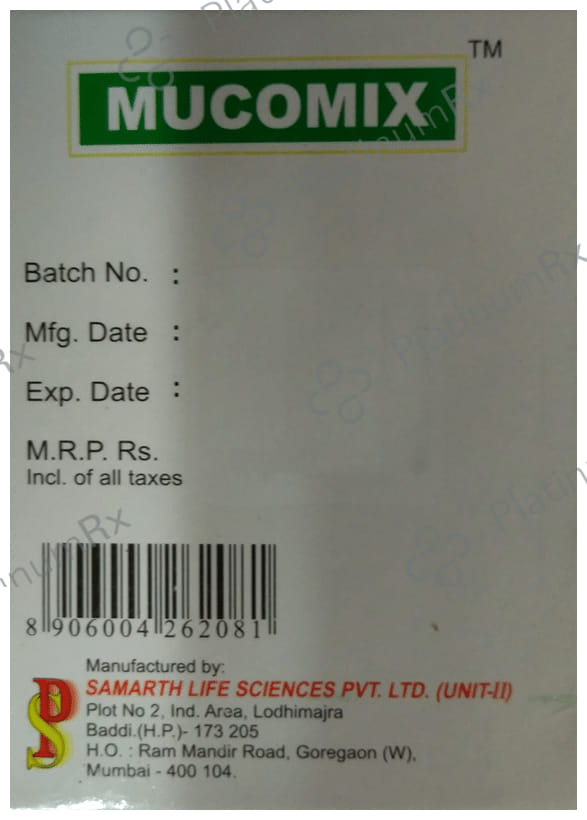 TM
MUCOMIX
Batch No. :
Mfg. Date :
Exp. Date :
M.R.P. Rs.
Incl. of all taxes
8 906004 262081
Manufactured by:
SAMARTH LIFE SCIENCES PVT. LTD. (UNIT-II)
Plot No 2, Ind. Area, Lodhimajra
Baddi.(H.P.)- 173 205
H.O. : Ram Mandir Road, Goregaon (W),
Mumbai - 400 104.
PlatinumRx